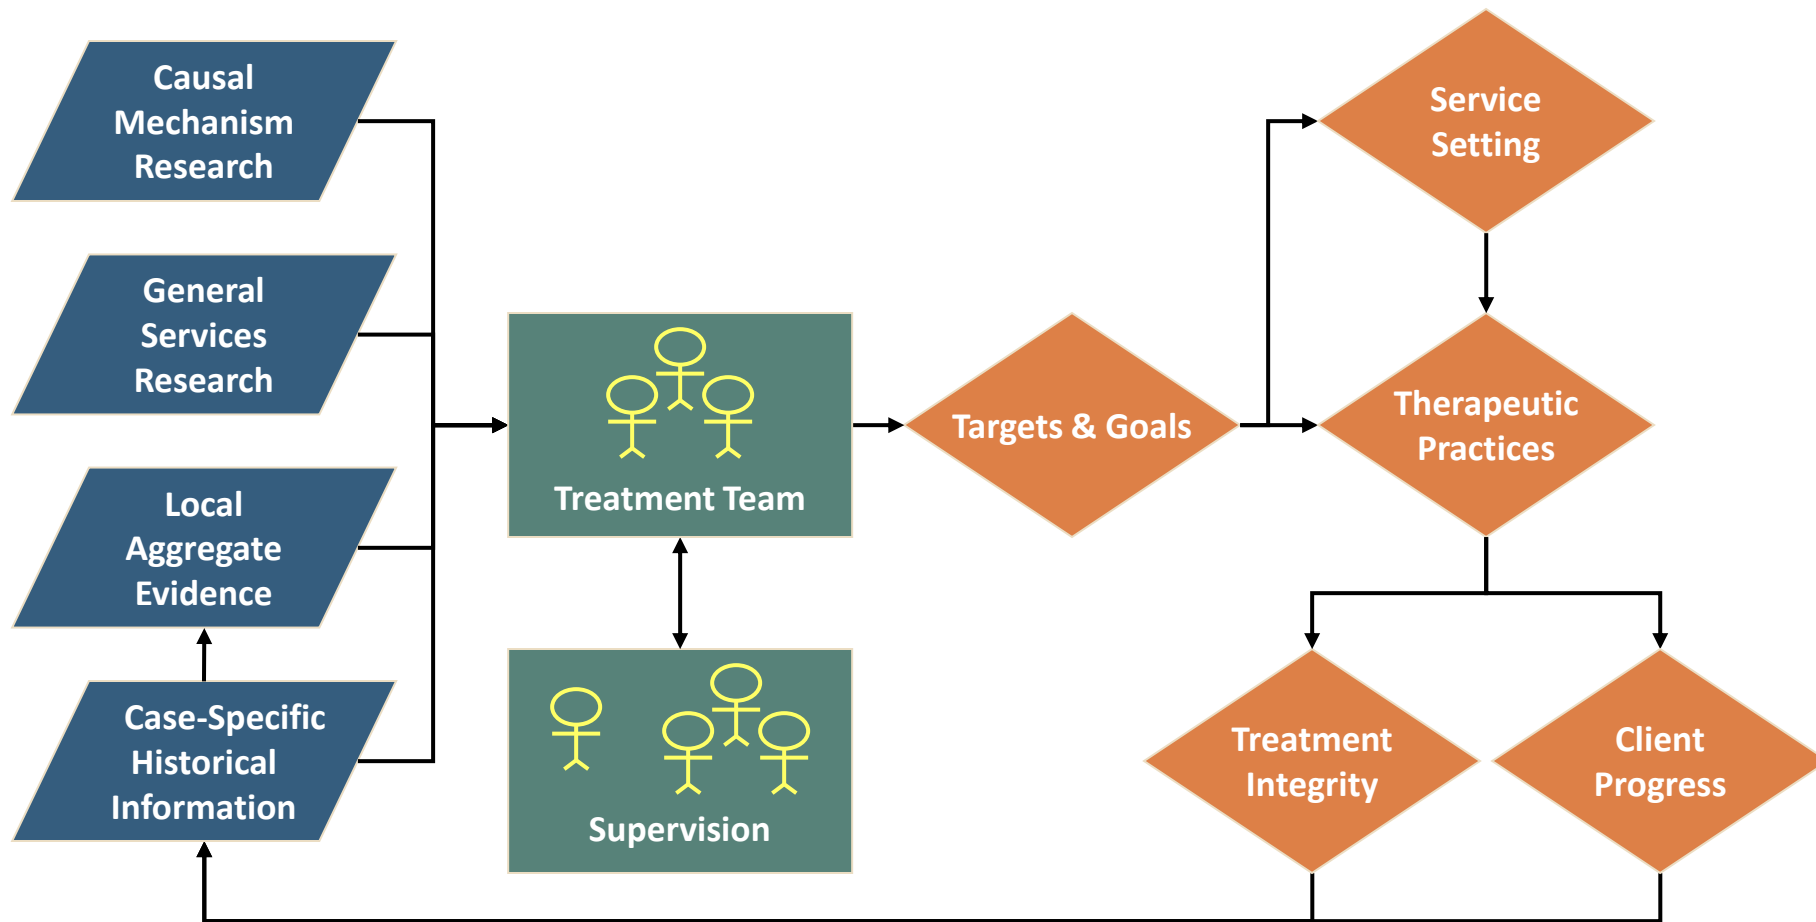 Causal
Mechanism
Research
General
Services
Research
Local
Aggregate
Evidence
Case-Specific
Historical
Information
Treatment Team
Supervision
Targets & Goals
Service
Setting
Therapeutic
Practices
Treatment
Integrity
Client
Progress